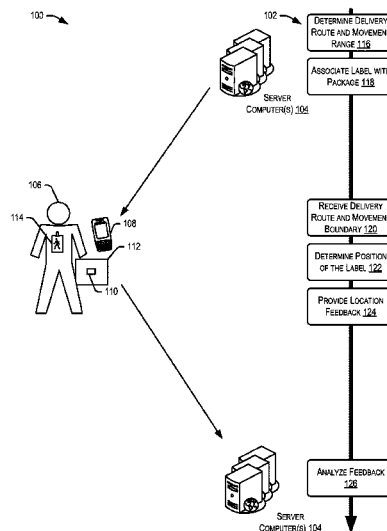 100
102
DETERMINE DELIVERY
ROUTE AND MOVEMENT
RANGE 116
ASSOCIATE LABEL WITH
PACKAGE 118
SERVER
COMPUTER(S) 104
106
114
108
112
110
RECEIVE DELIVERY
ROUTE AND MOVEMENT
BOUNDARY 120
DETERMINE POSITION
OF THE LABEL 122
PROVIDE LOCATION
FEEDBACK 124
ANALYZE FEEDBACK
126
SERVER
COMPUTER(S) 104